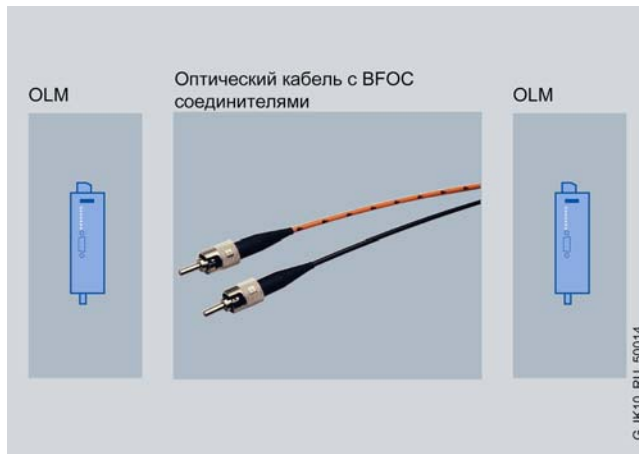 OLM
Оптический кабель с BFOC
соединителями
OLM
G_IK10_RU_50014